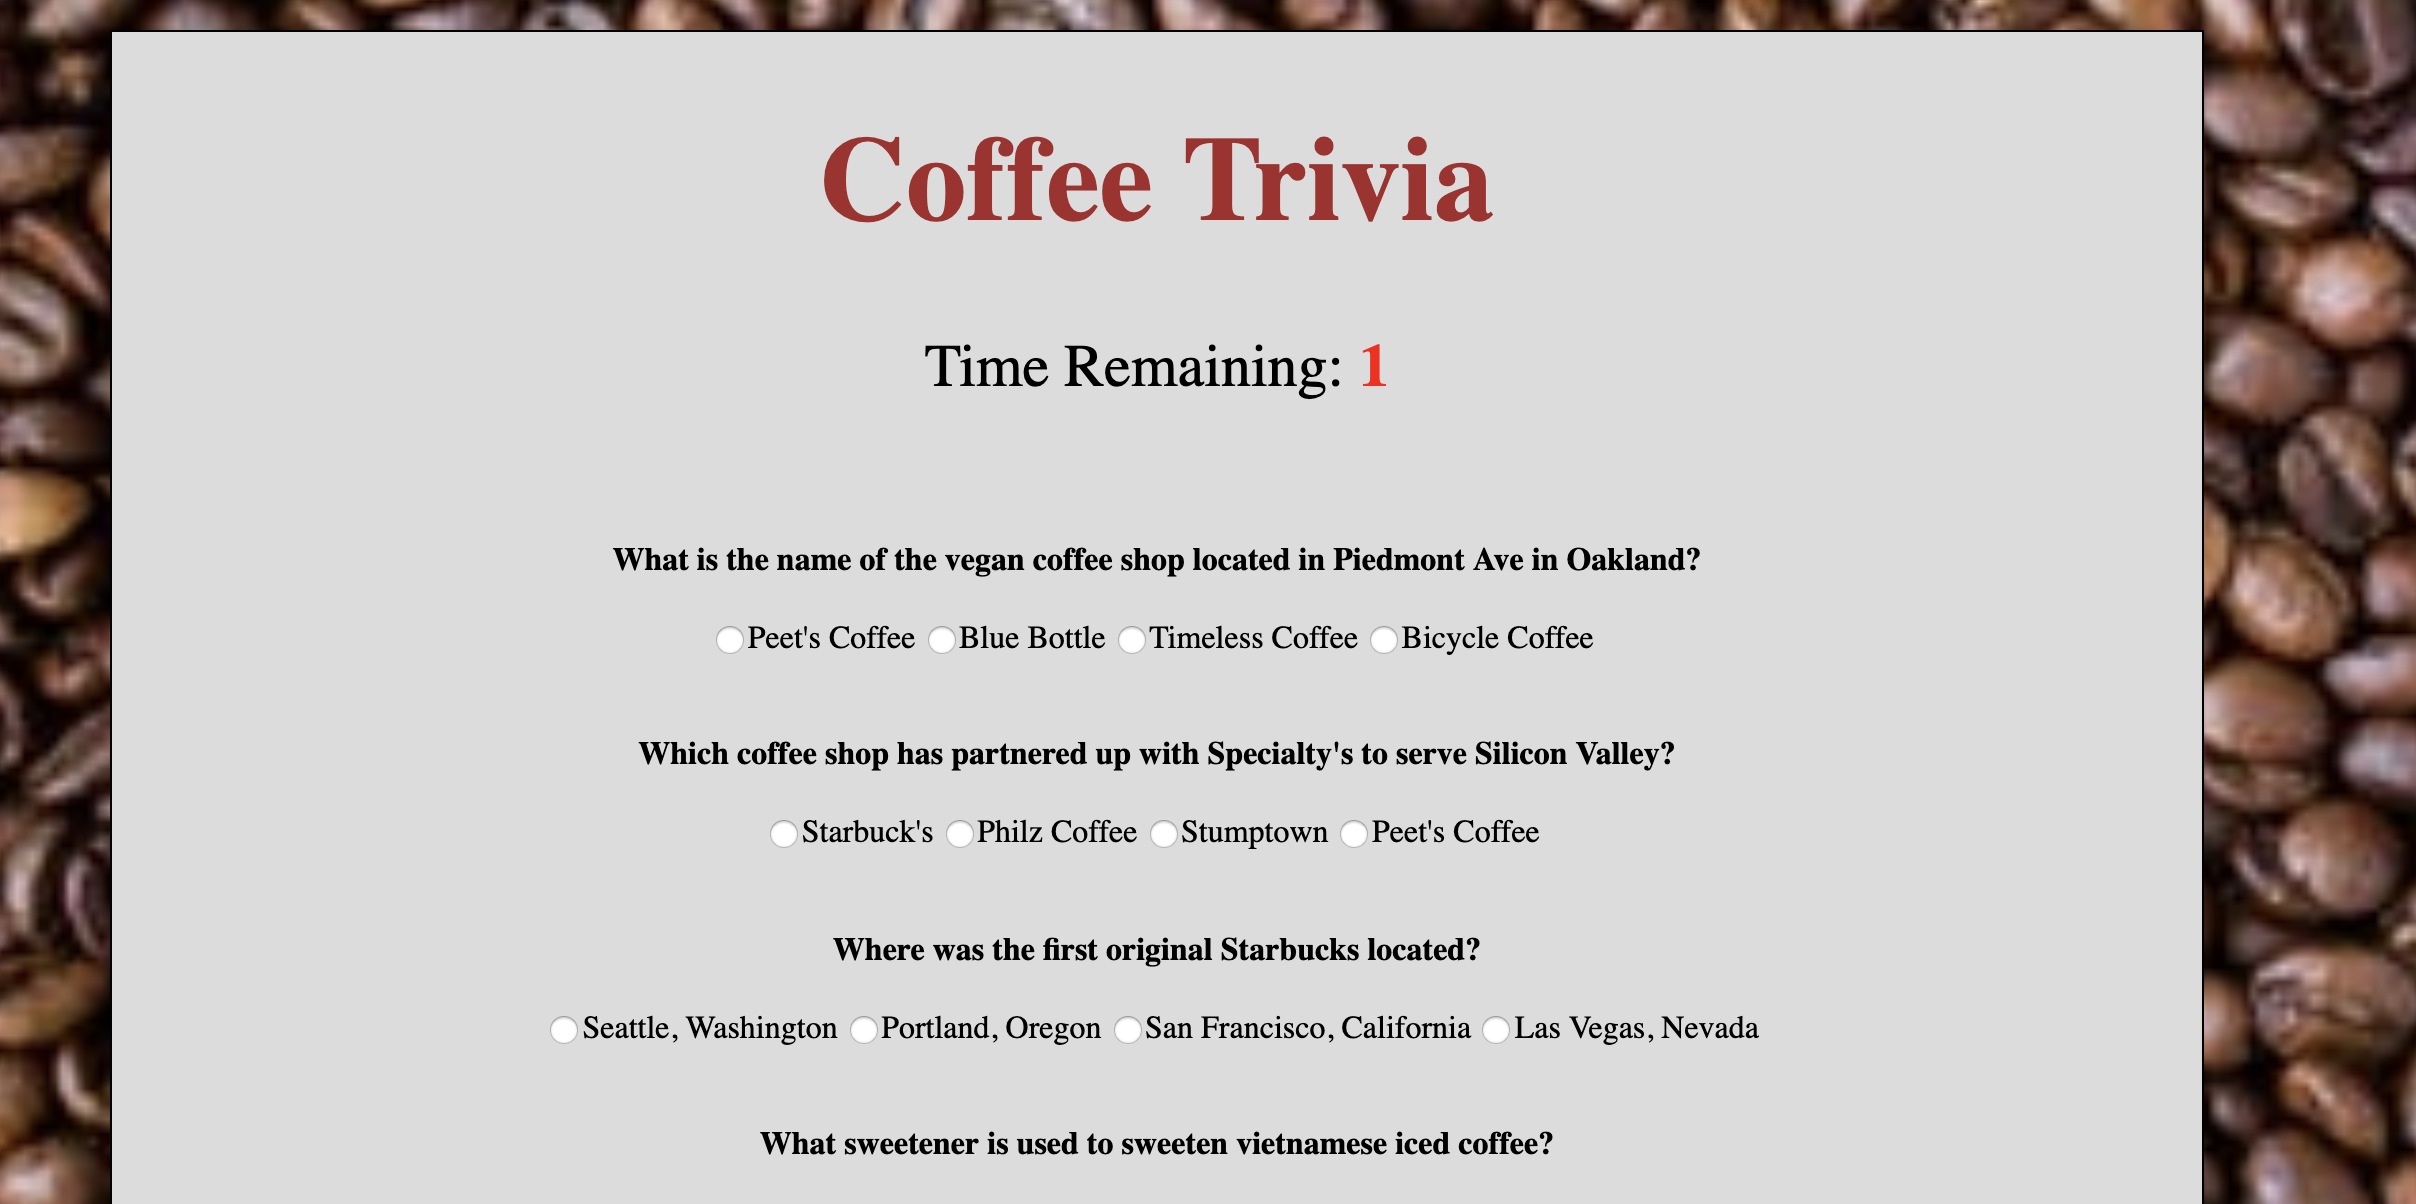 Coffee Trivia
Time Remaining: 1
What is the name of the vegan coffee shop located in Piedmont Ave in Oakland?
Peet's Coffee Blue Bottle Timeless Coffee Bicycle Coffee
Which coffee shop has partnered up with Specialty's to serve Silicon Valley?
Starbuck's Philz Coffee Stumptown Peet's Coffee
Where was the first original Starbucks located?
Seattle, Washington Portland, Oregon San Francisco, California Las Vegas, Nevada
What sweetener is used to sweeten vietnamese iced coffee?